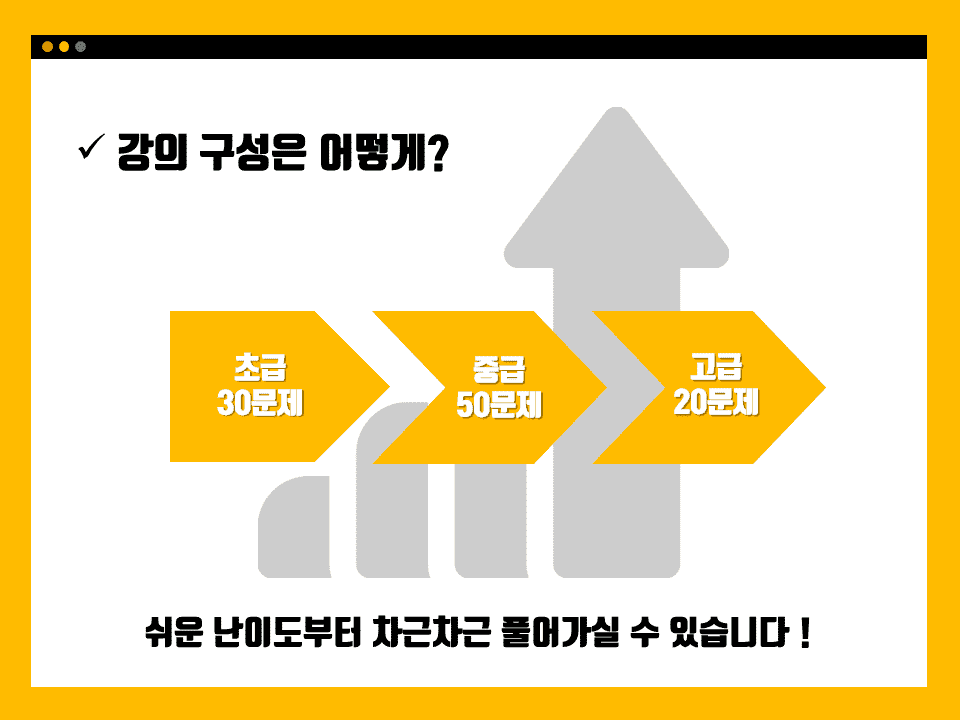 ✓ 강의 구성은 어떻게?
초급
30문제
중급
50문제
고급
20문제
쉬운 난이도부터 차근차근 풀어가실 수 있습니다 !